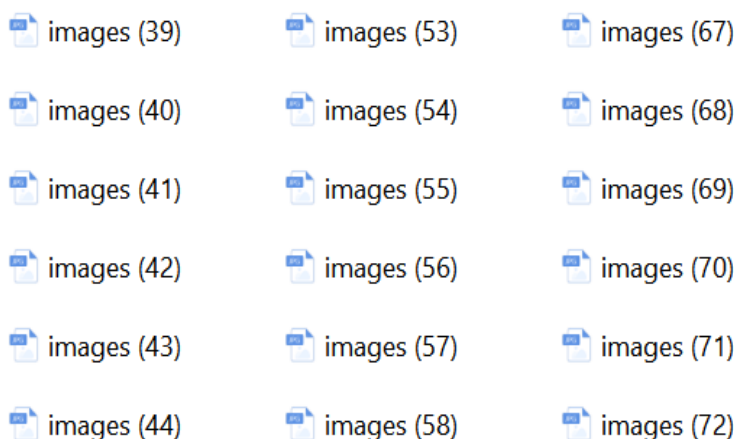 images (39)
images (40)
images (41)
images (42)
images (43)
images (44)
images (53)
images (54)
images (55)
images (56)
images (57)
images (58)
images (67)
images (68)
images (69)
images (70)
images (71)
images (72)